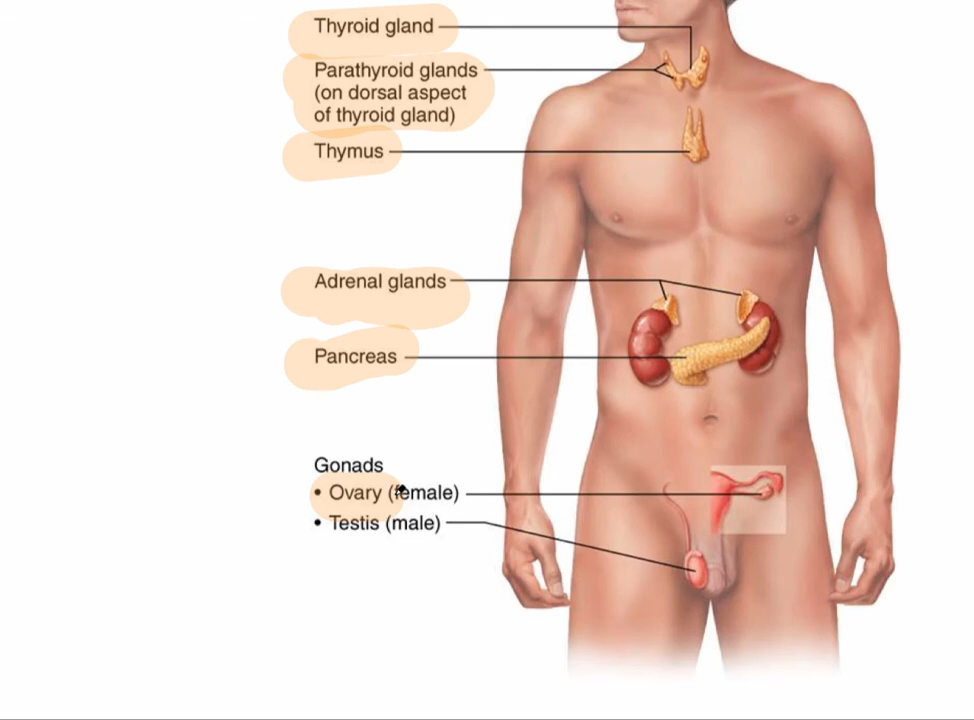 Thyroid gland
Parathyroid glands
(on dorsal aspect
of thyroid gland)
Thymus
Adrenal glands
Pancreas
Gonads
• Ovary (female)
• Testis (male)